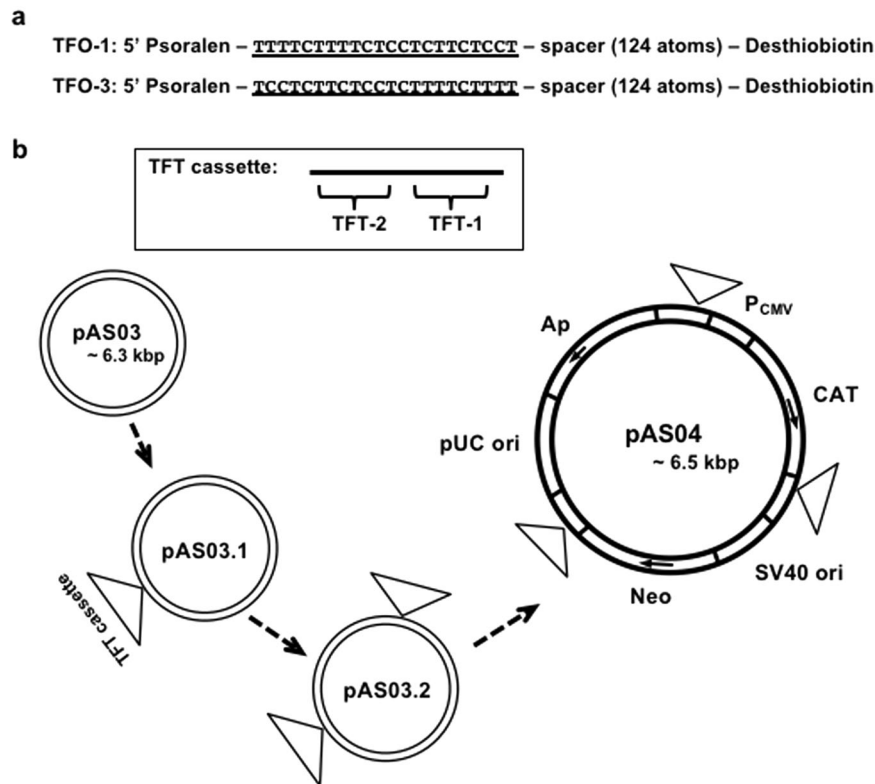 a
TFO-1: 5' Psoralen – TTTTCTTTTCTCCTCTTCTCCT – spacer (124 atoms) – Desthiobiotin
TFO-3: 5' Psoralen – TCCTCTTCTCCTCTTTTCTTTT – spacer (124 atoms) – Desthiobiotin
b
TFT cassette:
TFT-2 TFT-1
pAS03
~ 6.3 kbp
PCMV
Ap
CAT
pUC ori
pAS04
~ 6.5 kbp
pAS03.1
TFT cassette
SV40 ori
Neo
pAS03.2